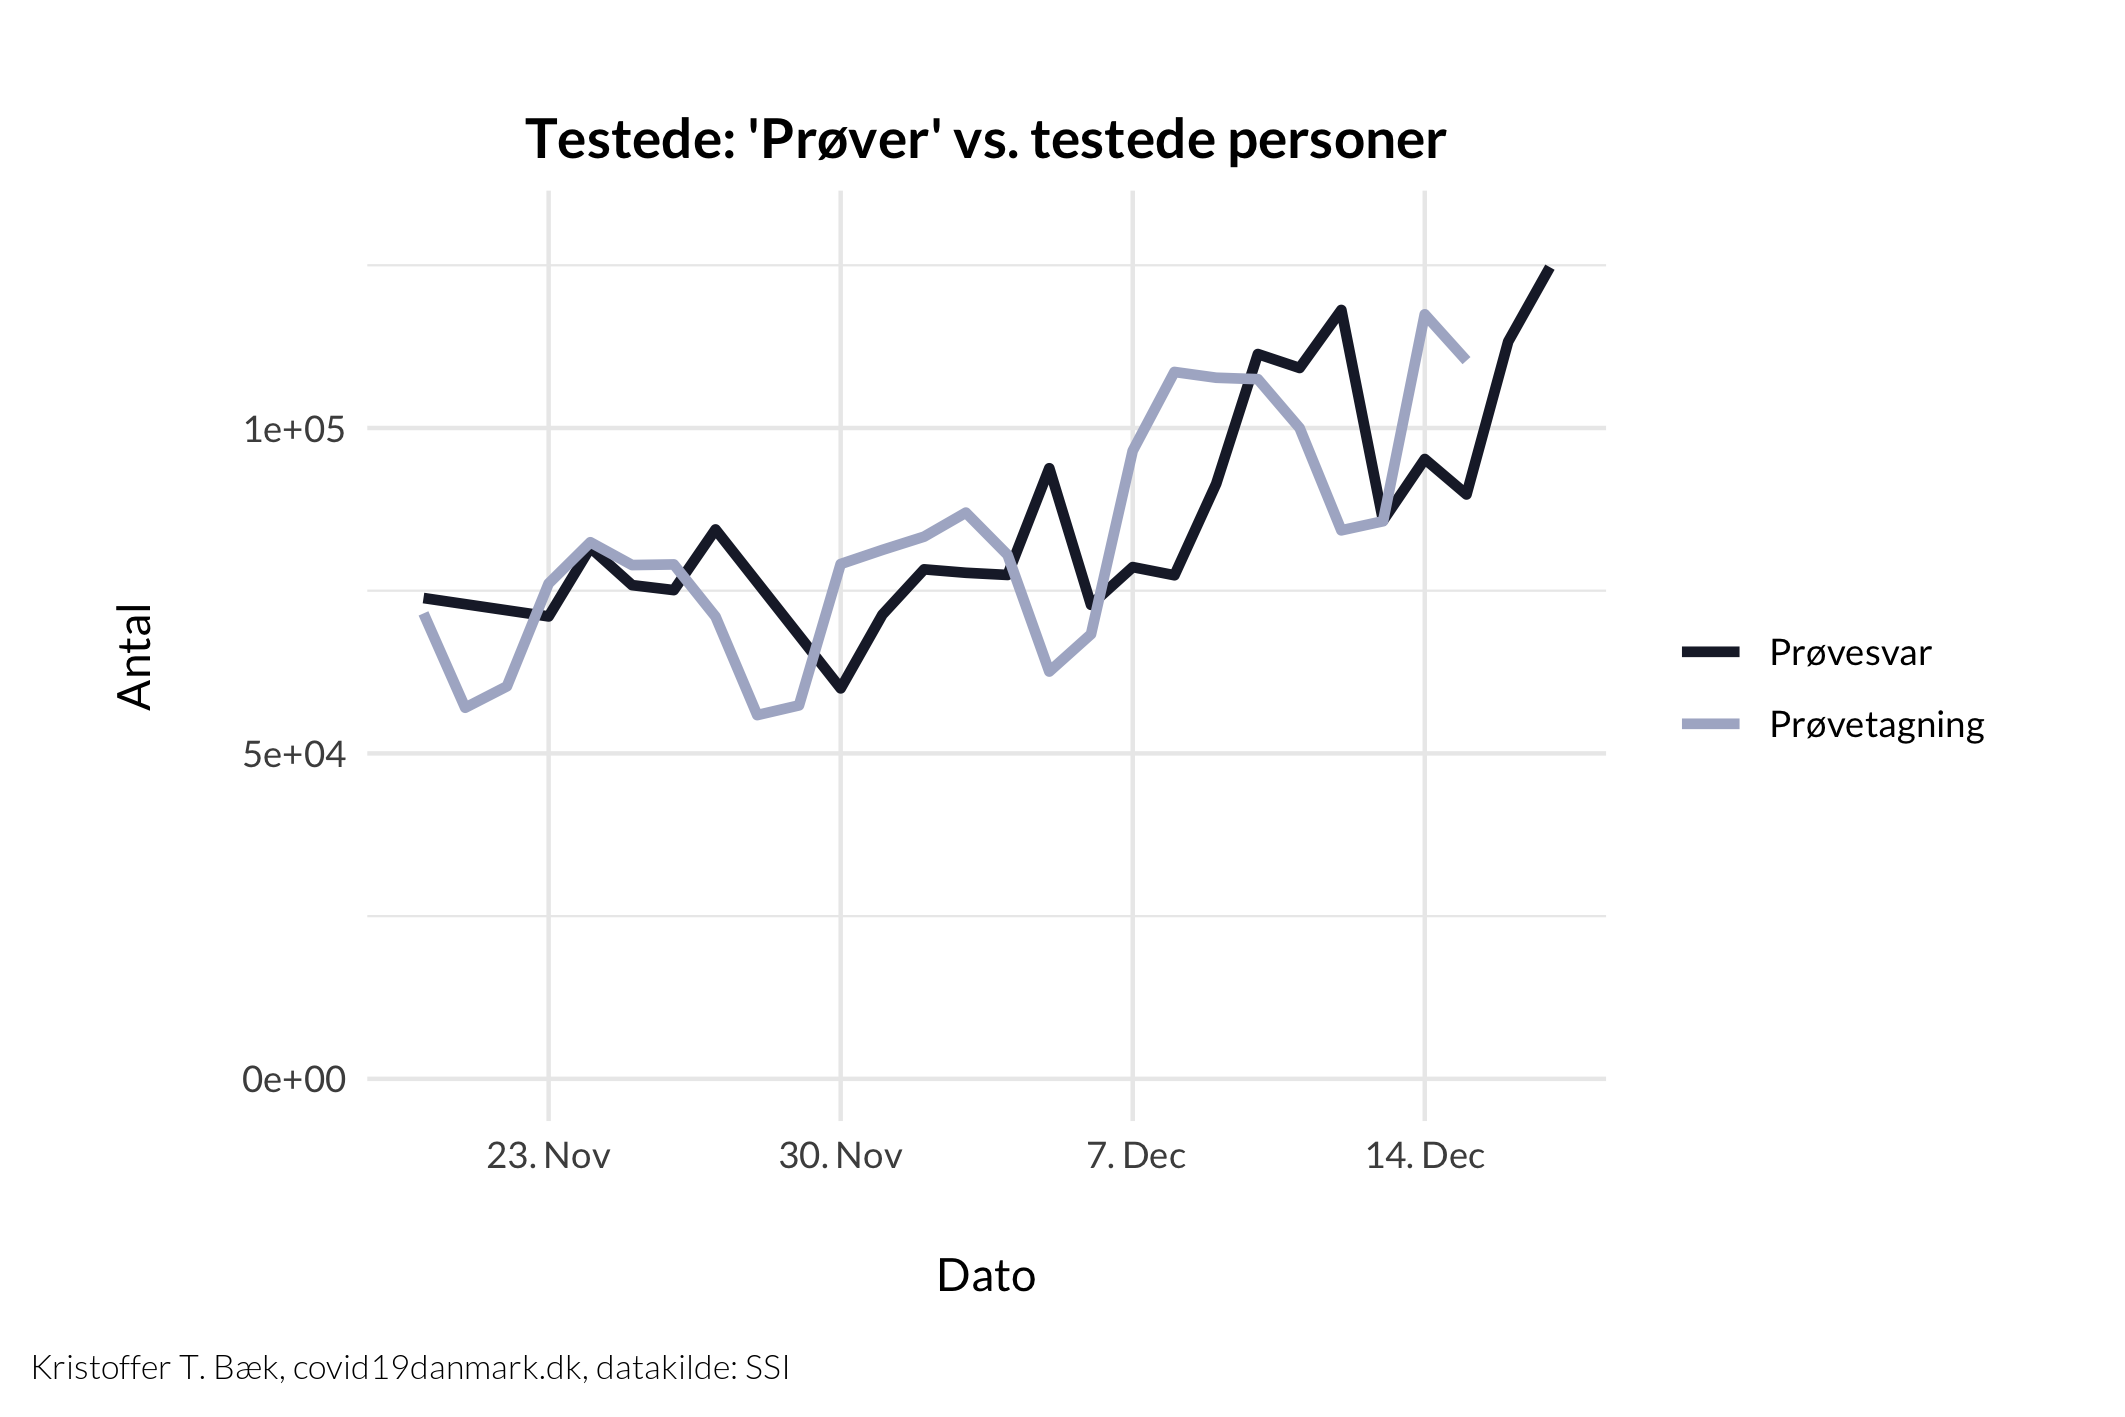 Testede: 'Prøver' vs. testede personer
Antal
1e+05
5e+04
0e+00
23. Nov
30. Nov
7. Dec
14. Dec
Dato
Prøvesvar
Prøvetagning
Kristoffer T. Bæk, covid19danmark.dk, datakilde: SSI